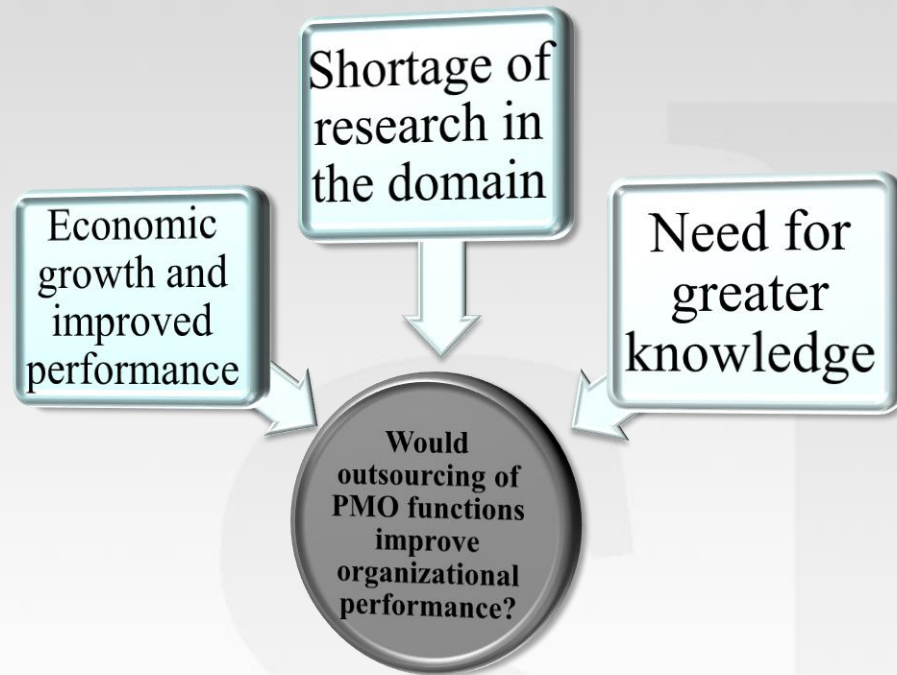 Shortage of
research in
the domain
Economic
growth and
improved
performance
Need for
greater
knowledge
Would
outsourcing of
PMO functions
improve
organizational
performance?